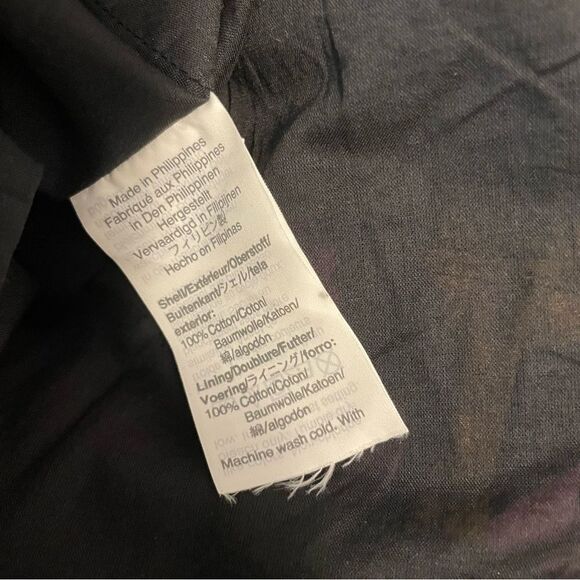 Made in Philippines
Fabriqué aux Philippines
In Den Philippinen
Hergestellt
Vervaardigd in Filipijnen
フィリピン製
Hecho en Filipinas
Shell/Extérieur/Oberstoff/
Buitenkant/シェル/tela
exterior:
100% Cotton/Coton/
Baumwolle/Katoen/
綿/algodón
Lining/Doublure/Futter/
Voering/ライニング/forro:
100% Cotton/Coton/
Baumwolle/Katoen/
綿/algodón
Machine wash cold. With